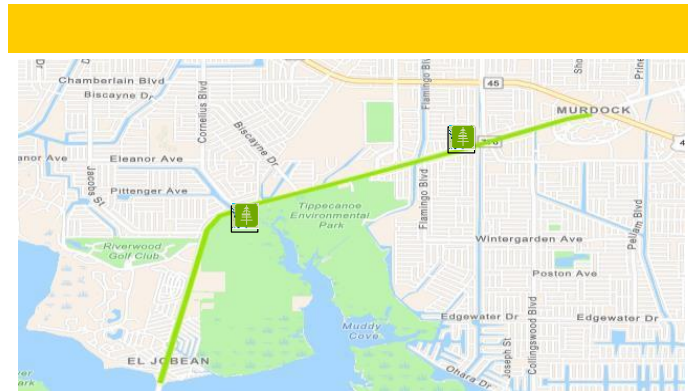 Chamberlain Blvd
Biscayne Dr
Cornelius Blvd
Biscayne Dr
Flamingo Blvd
45
MURDOCK
Eleanor Ave
Jacobs St
Pittenger Ave
Tippecanoe
Environmental
Park
Flamingo Blvd
Riverwood
Golf Club
Wintergarden Ave
Pellam Blvd
Poston Ave
Muddy
Cove
Edgewater Dr
Edgewater Dr
Collingswood Blvd
Joseph St
EL JOBEAN
Ohara Dr